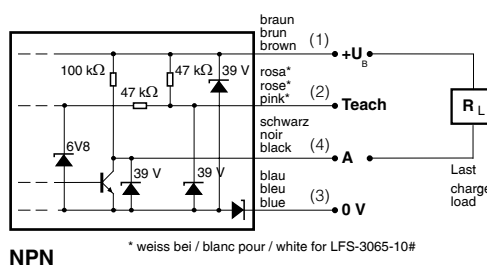 braun
brun
brown
(1)
+UB
100 kΩ
47 kΩ
39 V
47 kΩ
rosa*
rose*
pink*
(2)
Teach
RL
schwarz
noir
black
(4)
A
6V8
39 V
39 V
blau
bleu
blue
(3)
0 V
Last
charge
load
* weiss bei / blanc pour / white for LFS-3065-10#
NPN